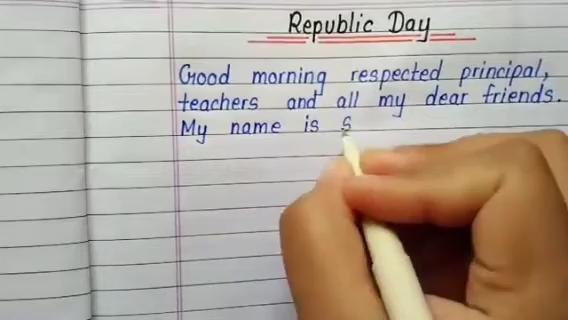 Republic Day
Good morning respected principal,
teachers and all my dear friends.
My name is S